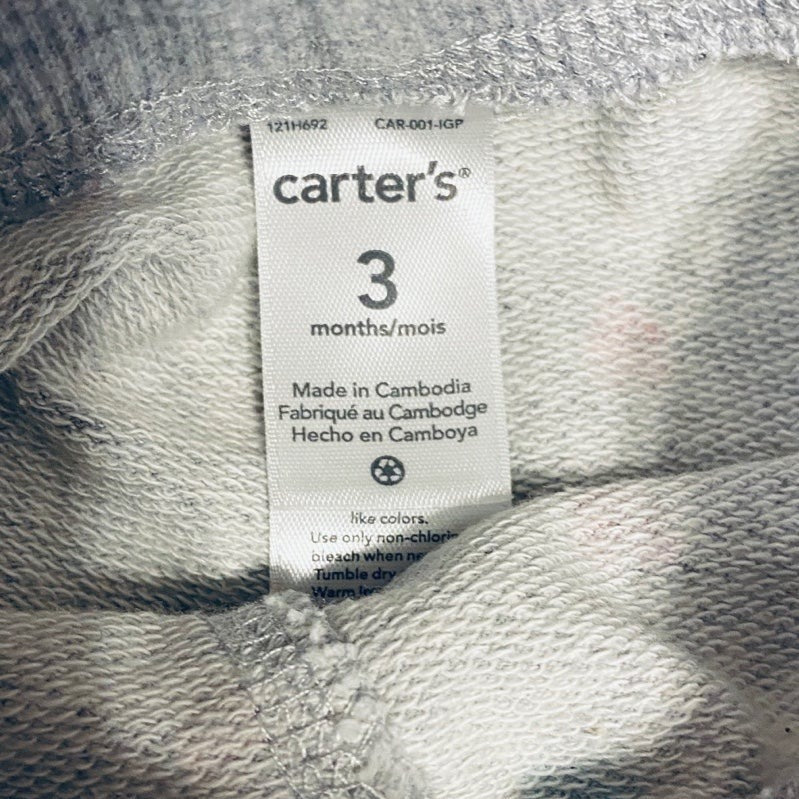 121H692 CAR-001-IGP
carter's®
3
months/mois
Made in Cambodia
Fabriqué au Cambodge
Hecho en Camboya
like colors.
Use only
bleach when
Tumble dry
Warm